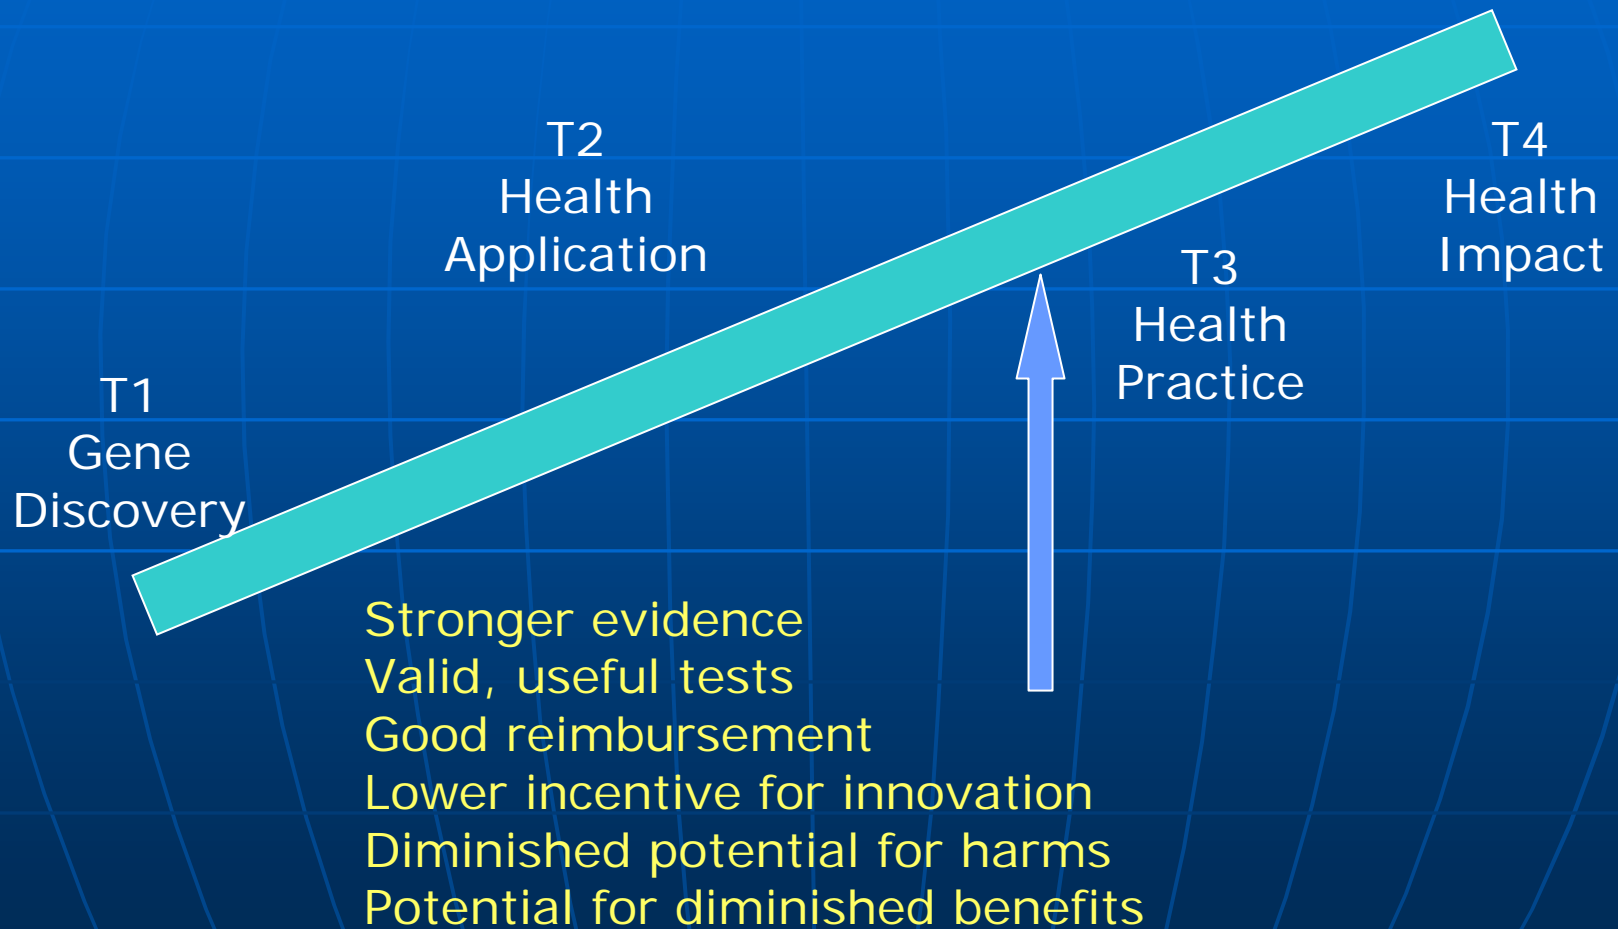 T1
Gene
Discovery
T2
Health
Application
T3
Health
Practice
T4
Health
Impact
Stronger evidence
Valid, useful tests
Good reimbursement
Lower incentive for innovation
Diminished potential for harms
Potential for diminished benefits